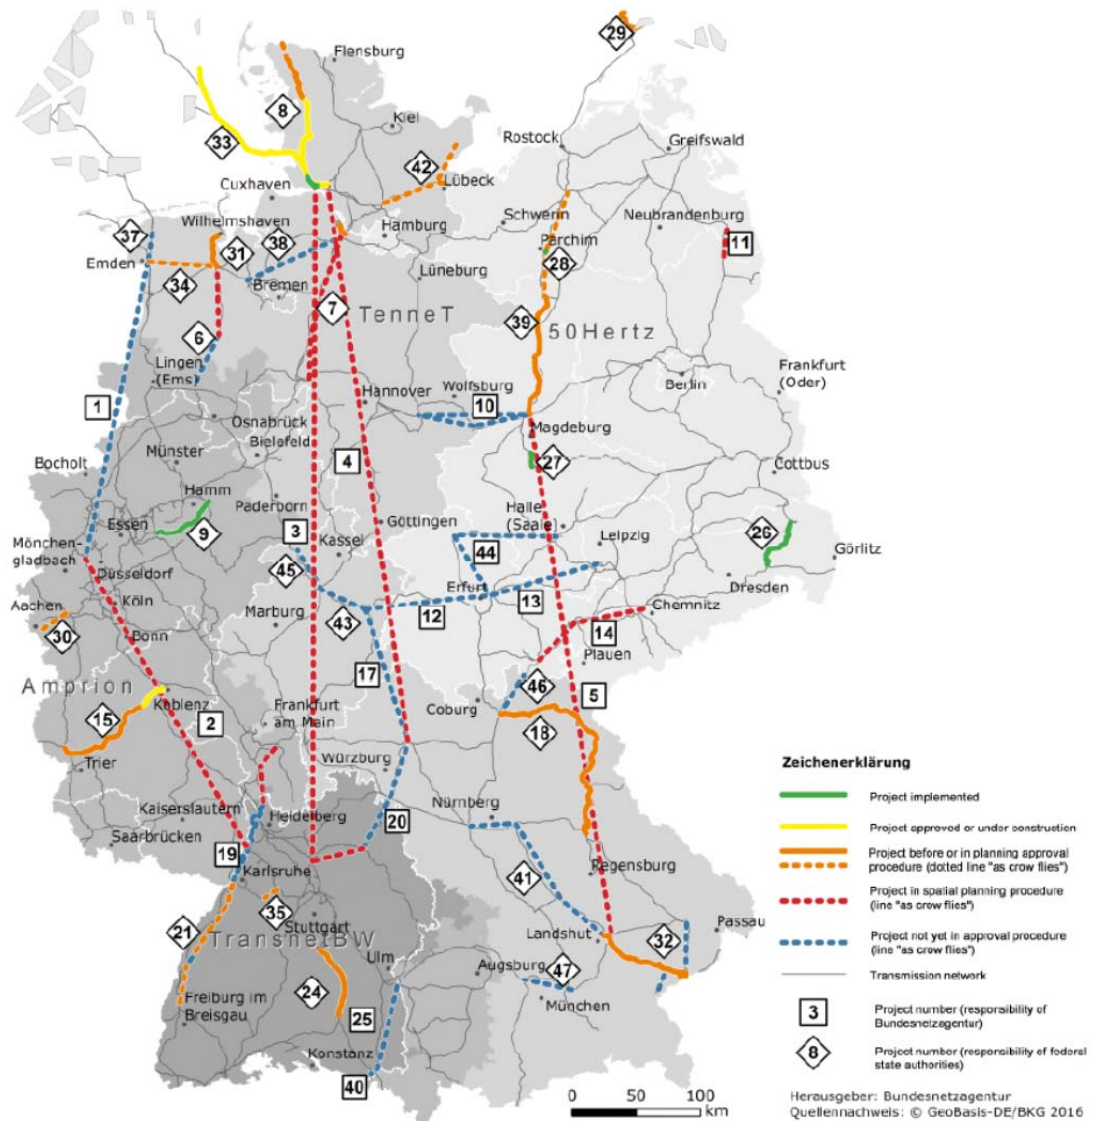 29
Flensburg
8
33
Kiel
42
Rostock
Greifswald
Cuxhaven
Lübeck
Wilhelmshaven
Schwerin
Neubrandenburg
37
31
38
Hamburg
Parchim
11
Emden
28
34
Bremen
Lüneburg
7
TenneT
39
50Hertz
6
Lingen
(Ems)
Frankfurt
(Oder)
Berlin
Hannover
Wolfsburg
1
10
Osnabrück
Bielefeld
Magdeburg
Münster
4
27
Bocholt
Cottbus
Hamm
Paderborn
Halle
(Saale)
Essen
9
3
Göttingen
26
Mönchen-
gladbach
Kassel
44
Leipzig
Görlitz
Düsseldorf
45
Erfurt
Dresden
Aachen
Köln
Marburg
12
13
Chemnitz
30
Bonn
43
14
Plauen
17
46
Amprion
Koblenz
Coburg
5
15
2
Frankfurt
am Main
18
Trier
Würzburg
Zeichenerklärung
Nürnberg
Project implemented
Kaiserslautern
Heidelberg
20
Project approved or under construction
Saarbrücken
19
Project before or in planning approval
procedure (dotted line "as crow flies")
Karlsruhe
41
Regensburg
Project in spatial planning procedure
(line "as crow flies")
35
Stuttgart
21
TransnetBW
Landshut
32
Passau
Project not yet in approval procedure
(line "as crow flies")
Ulm
Augsburg
47
Transmission network
24
Freiburg im
Breisgau
25
München
3
Project number (responsibility of
Bundesnetzagentur)
Konstanz
8
Project number (responsibility of federal
state authorities)
40
0 50 100
km
Herausgeber: Bundesnetzagentur
Quellennachweis: © GeoBasis-DE/BKG 2016